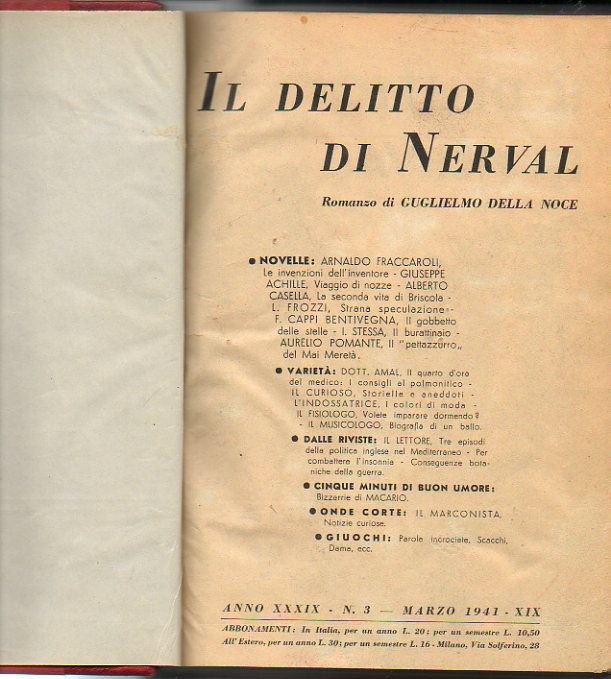 IL DELITTO
DI NERVAL
Romanzo di GUGLIELMO DELLA NOCE
● NOVELLE: ARNALDO FRACCAROLI,
Le invenzioni dell'inventore - GIUSEPPE
ACHILLE, Viaggio di nozze - ALBERTO
CASELLA, La seconda vita di Briscola -
L. FROZZI, Strana speculazione -
F. CAPPI BENTIVEGNA, Il gobbetto
delle stelle - I. STESSA, Il burattinaio -
AURELIO POMANTE, Il "pettazzurro„
del Mai Meretà.
● VARIETÀ: DOTT. AMAL, Il quarto d'ora
del medico: I consigli al polmonitico -
IL CURIOSO, Storielle e aneddoti -
L'INDOSSATRICE, I colori di moda -
IL FISIOLOGO, Volete imparare dormendo?
- IL MUSICOLOGO, Biografia di un ballo.
● DALLE RIVISTE: IL LETTORE, Tre episodi
della politica inglese nel Mediterraneo - Per
combattere l'insonnia - Conseguenze bota-
niche della guerra.
● CINQUE MINUTI DI BUON UMORE:
Bizzarrie di MACARIO.
● ONDE CORTE: IL MARCONISTA,
Notizie curiose.
● GIUOCHI: Parole incrociate, Scacchi,
Dama, ecc.
ANNO XXXIX - N. 3 — MARZO 1941 - XIX
ABBONAMENTI: In Italia, per un anno L. 20; per un semestre L. 10,50
All'Estero, per un anno L. 30; per un semestre L. 16 - Milano, Via Solferino, 28